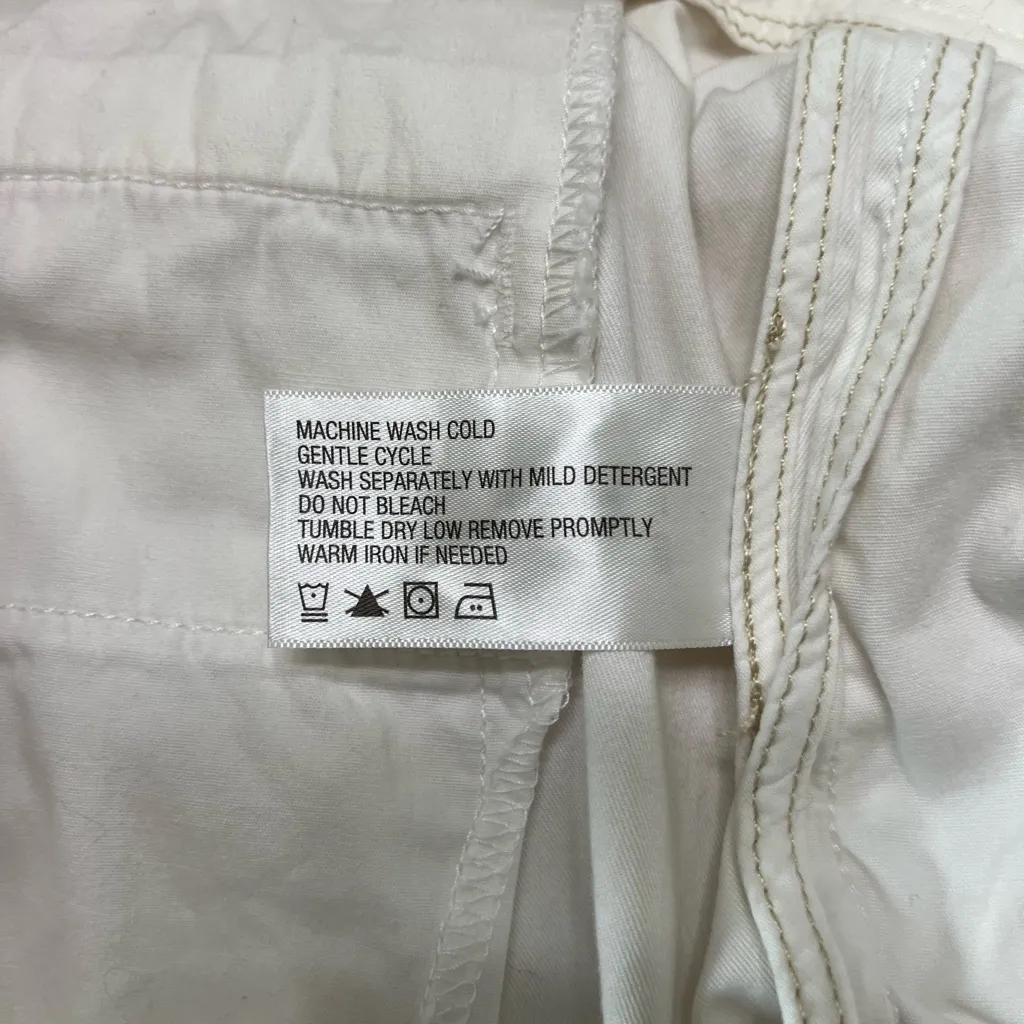 MACHINE WASH COLD
GENTLE CYCLE
WASH SEPARATELY WITH MILD DETERGENT
DO NOT BLEACH
TUMBLE DRY LOW REMOVE PROMPTLY
WARM IRON IF NEEDED